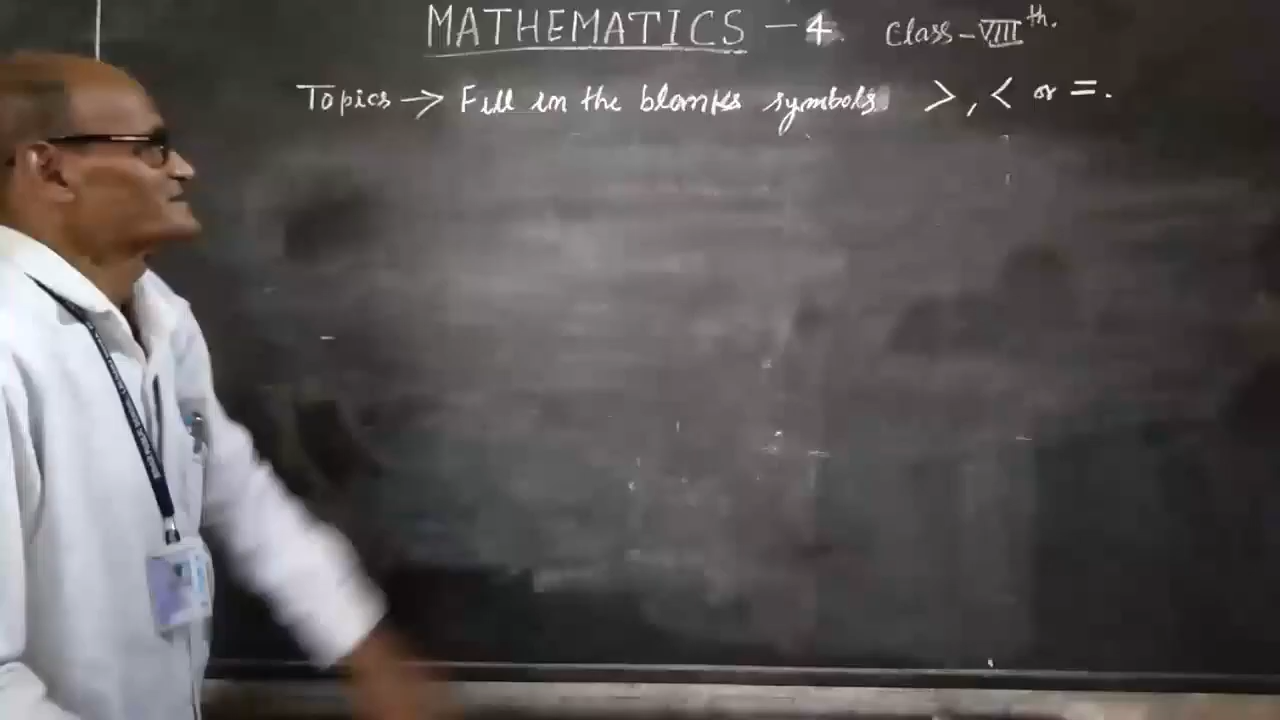 MATHEMATICS - 4. Class - VIIIth.
Topics → Fill in the blanks symbols. >, < or =.